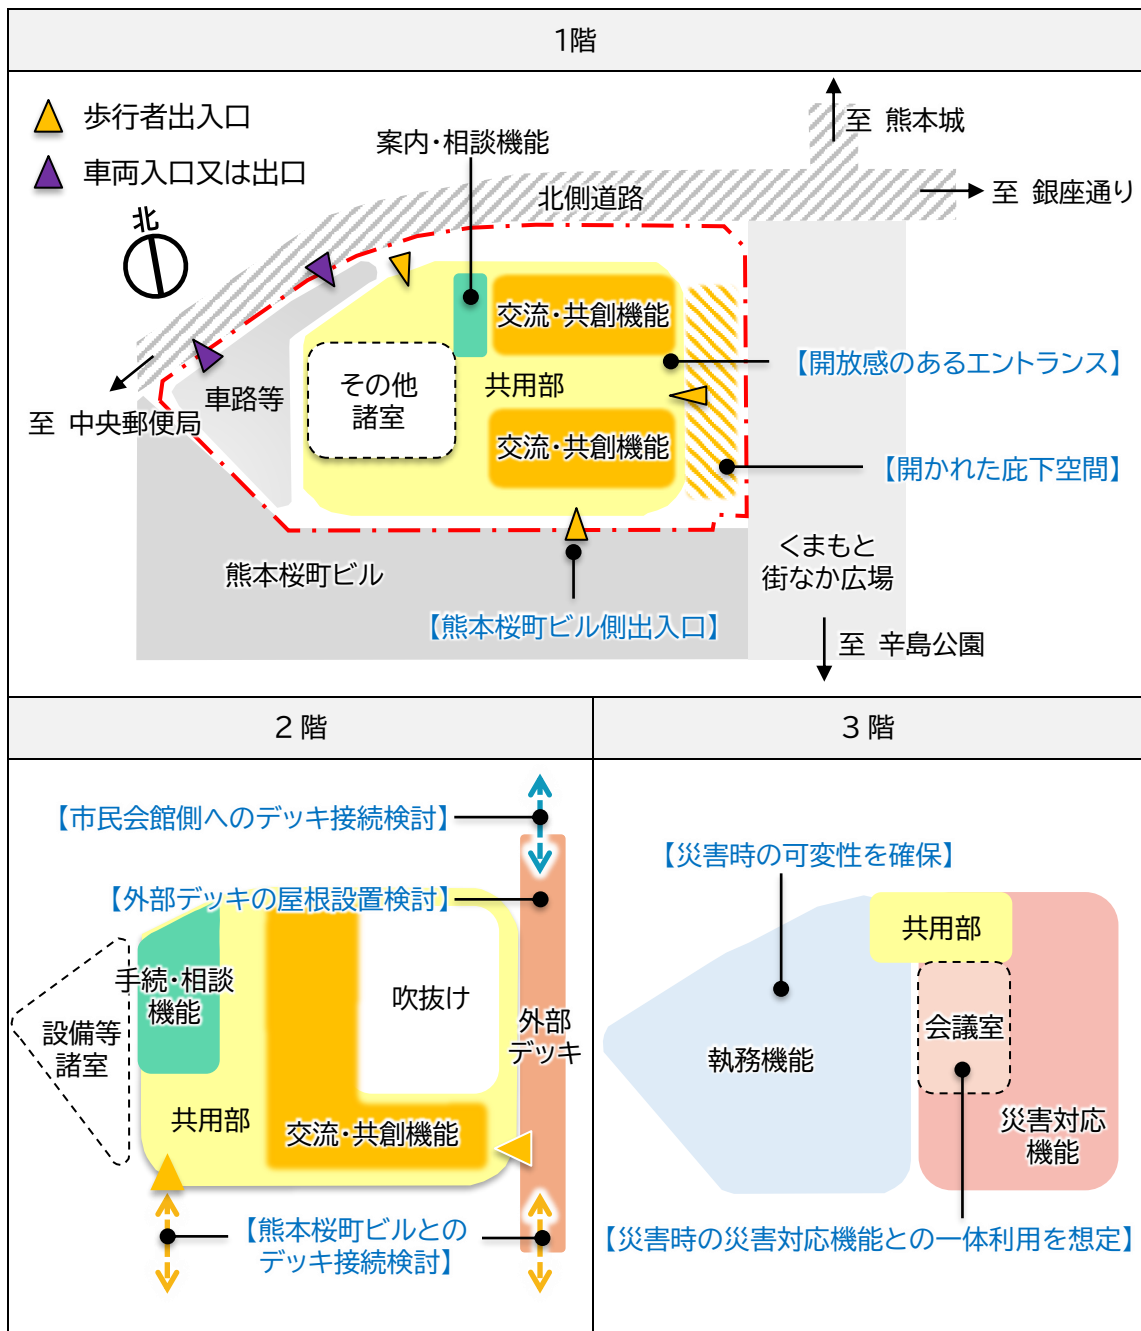 1階
歩行者出入口
車両入口又は出口
北
案内・相談機能
至 熊本城
至 銀座通り
北側道路
交流・共創機能
【開放感のあるエントランス】
その他
諸室
共用部
車路等
至 中央郵便局
交流・共創機能
【開かれた庇下空間】
熊本桜町ビル
くまもと
街なか広場
【熊本桜町ビル側出入口】
至 辛島公園
2階
【市民会館側へのデッキ接続検討】
【外部デッキの屋根設置検討】
手続・相談
機能
吹抜け
設備等
諸室
外部
デッキ
共用部
交流・共創機能
【熊本桜町ビルとの
デッキ接続検討】
3階
【災害時の可変性を確保】
共用部
会議室
執務機能
災害対応
機能
【災害時の災害対応機能との一体利用を想定】